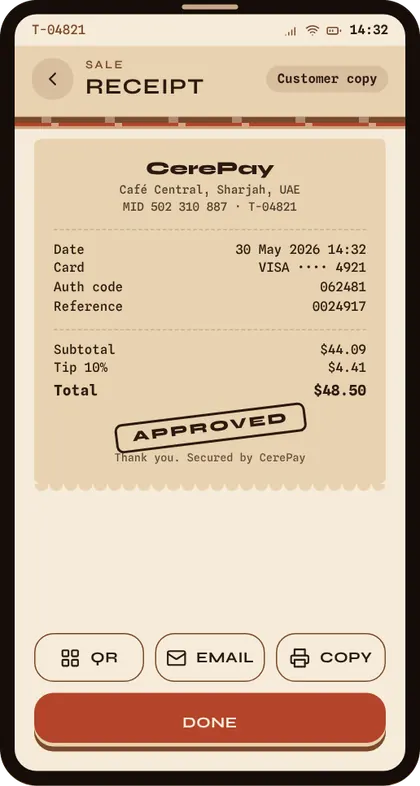 T-04821 14:32
SALE
RECEIPT
Customer copy
CerePay
Café Central, Sharjah, UAE
MID 502 310 887 · T-04821
Date 30 May 2026 14:32
Card VISA ···· 4921
Auth code 062481
Reference 0024917
Subtotal $44.09
Tip 10% $4.41
Total $48.50
APPROVED
Thank you. Secured by CerePay
QR EMAIL COPY
DONE